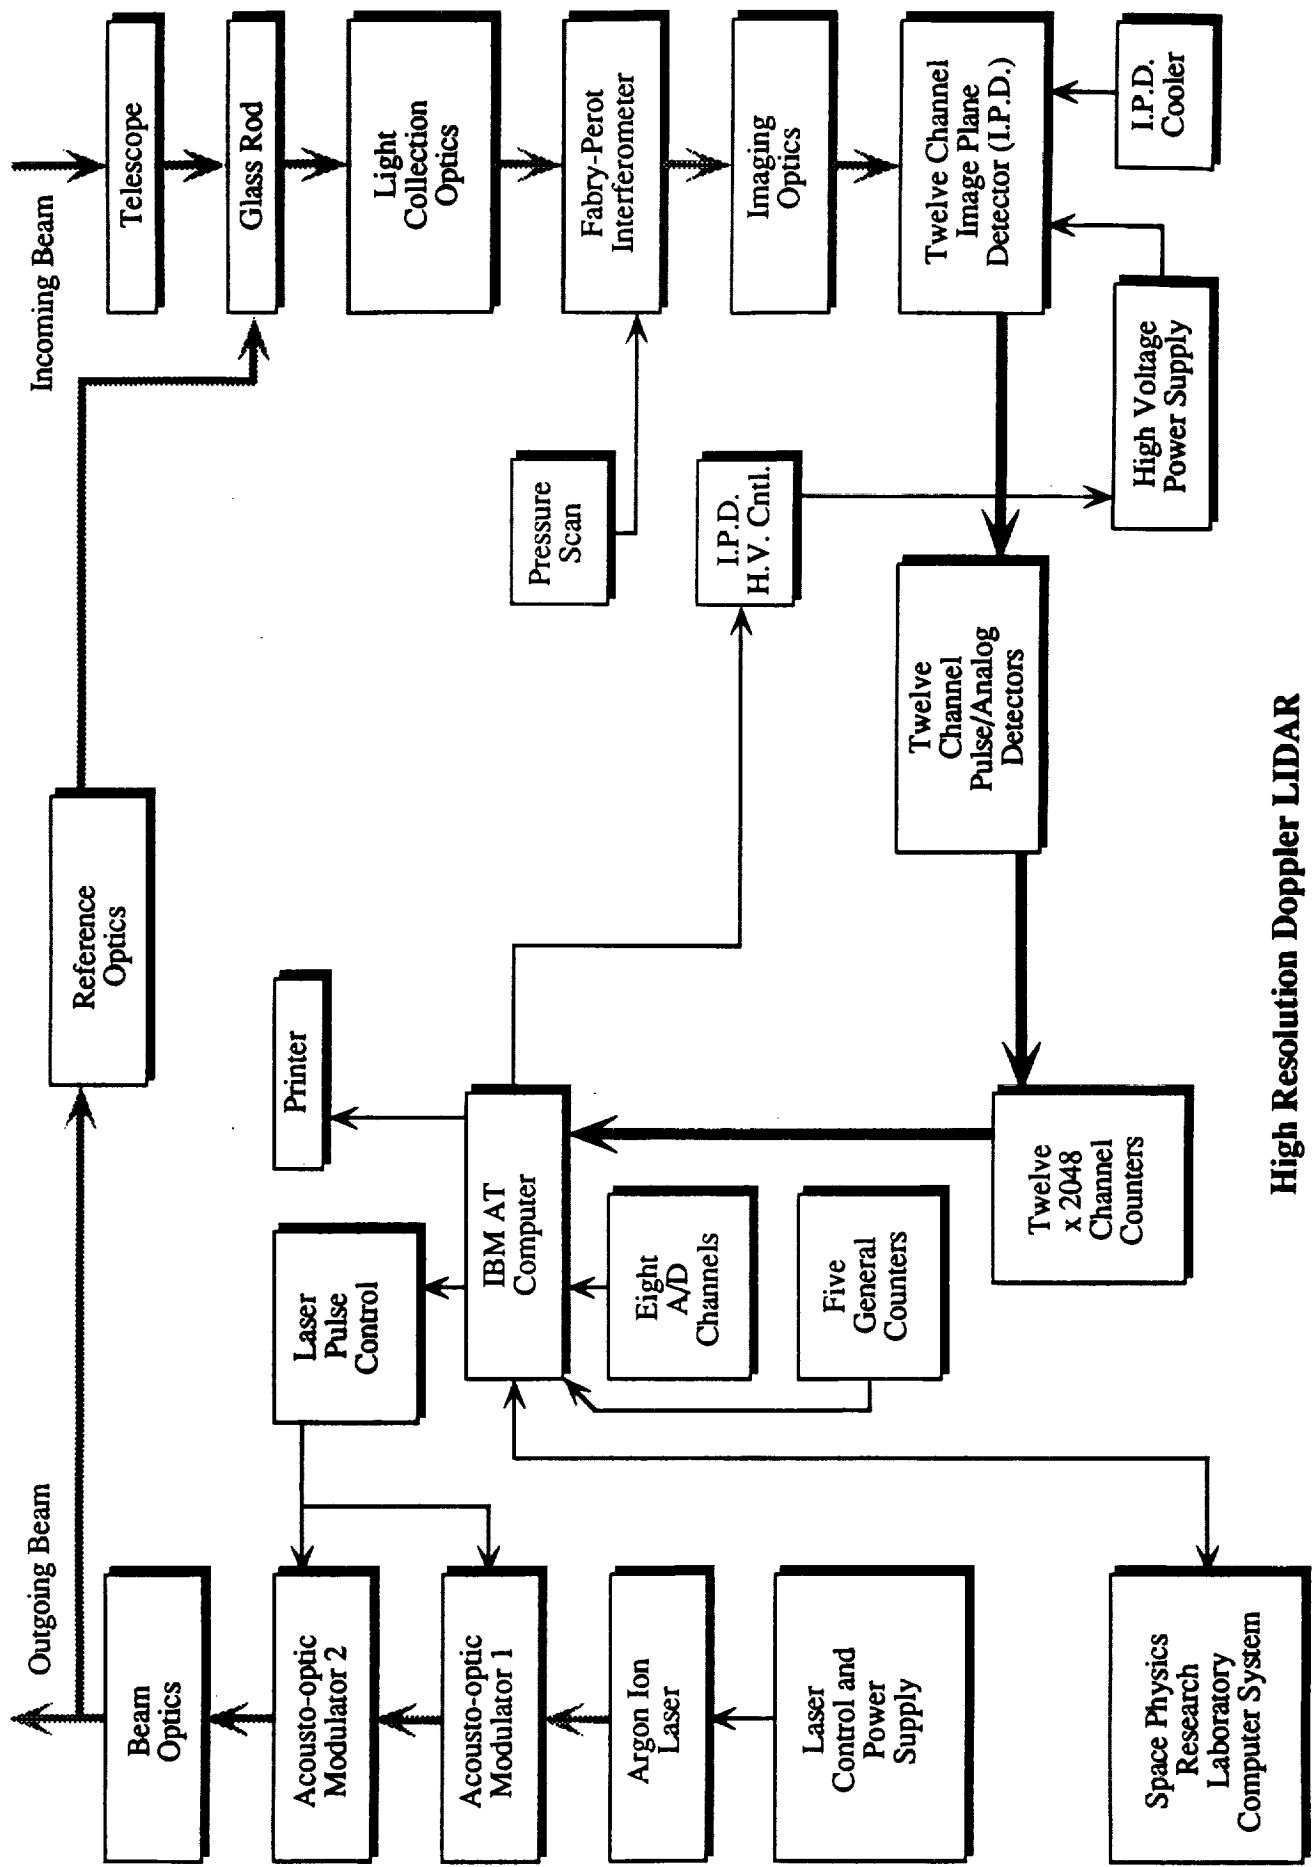 Outgoing Beam
Incoming Beam
Beam
Optics
Acousto-optic
Modulator 2
Acousto-optic
Modulator 1
Argon Ion
Laser
Laser
Control and
Power
Supply
Space Physics
Research
Laboratory
Computer System
Laser
Pulse
Control
Printer
IBM AT
Computer
Eight
A/D
Channels
Five
General
Counters
Twelve
x 2048
Channel
Counters
Reference
Optics
Pressure
Scan
I.P.D.
H.V. Cntl.
Twelve
Channel
Pulse/Analog
Detectors
High Voltage
Power Supply
Telescope
Glass Rod
Light
Collection
Optics
Fabry-Perot
Interferometer
Imaging
Optics
Twelve Channel
Image Plane
Detector (I.P.D.)
I.P.D.
Cooler
High Resolution Doppler LIDAR